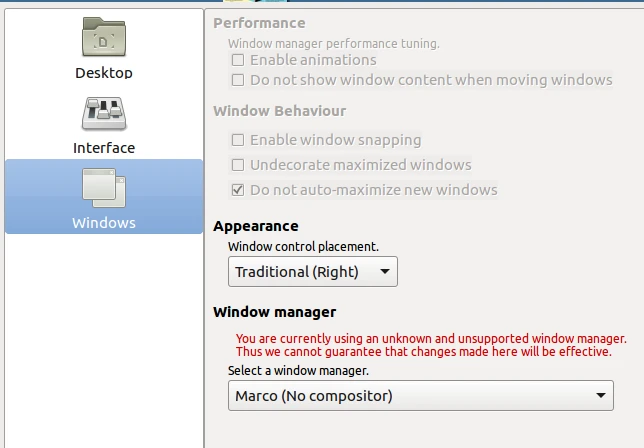 Desktop
Interface
Windows
Performance
Window manager performance tuning.
Enable animations
Do not show window content when moving windows
Window Behaviour
Enable window snapping
Undecorate maximized windows
Do not auto-maximize new windows
Appearance
Window control placement.
Traditional (Right)
Window manager
You are currently using an unknown and unsupported window manager.
Thus we cannot guarantee that changes made here will be effective.
Select a window manager.
Marco (No compositor)